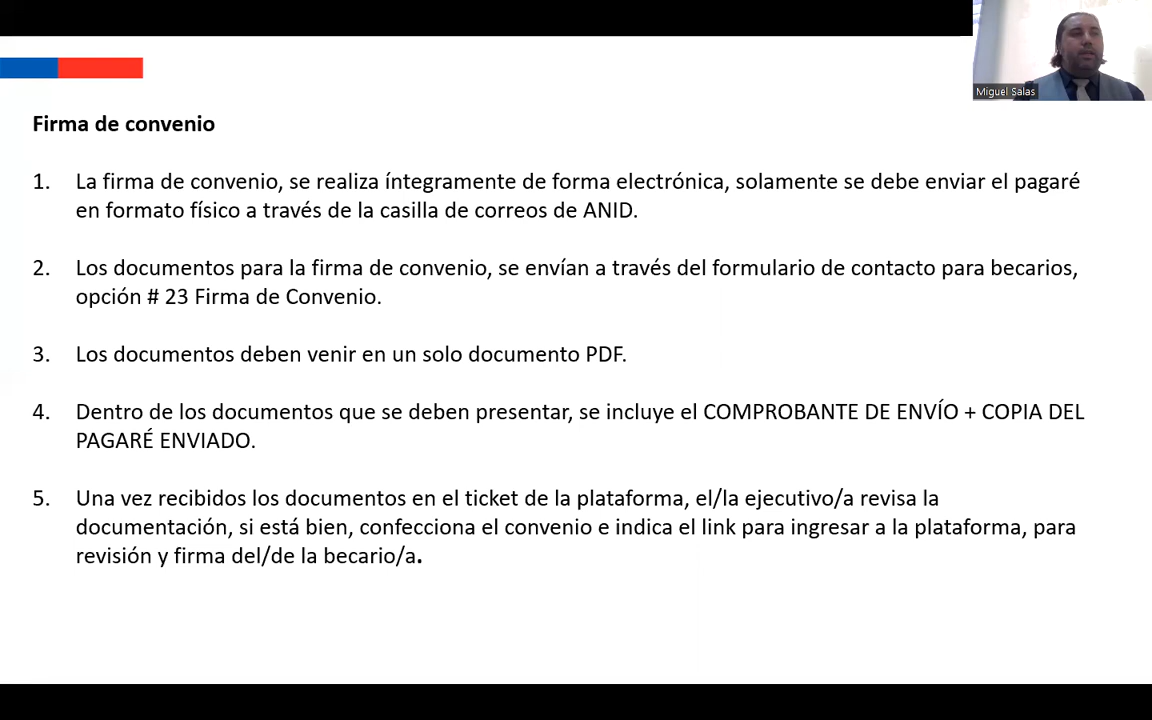 Miguel Salas
Firma de convenio
1. La firma de convenio, se realiza íntegramente de forma electrónica, solamente se debe enviar el pagaré
en formato físico a través de la casilla de correos de ANID.
2. Los documentos para la firma de convenio, se envían a través del formulario de contacto para becarios,
opción # 23 Firma de Convenio.
3. Los documentos deben venir en un solo documento PDF.
4. Dentro de los documentos que se deben presentar, se incluye el COMPROBANTE DE ENVÍO + COPIA DEL
PAGARÉ ENVIADO.
5. Una vez recibidos los documentos en el ticket de la plataforma, el/la ejecutivo/a revisa la
documentación, si está bien, confecciona el convenio e indica el link para ingresar a la plataforma, para
revisión y firma del/de la becario/a.